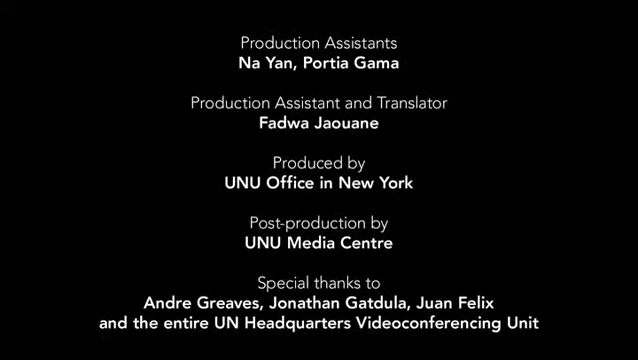 Production Assistants
Na Yan, Portia Gama
Production Assistant and Translator
Fadwa Jaouane
Produced by
UNU Office in New York
Post-production by
UNU Media Centre
Special thanks to
Andre Greaves, Jonathan Gatdula, Juan Felix
and the entire UN Headquarters Videoconferencing Unit